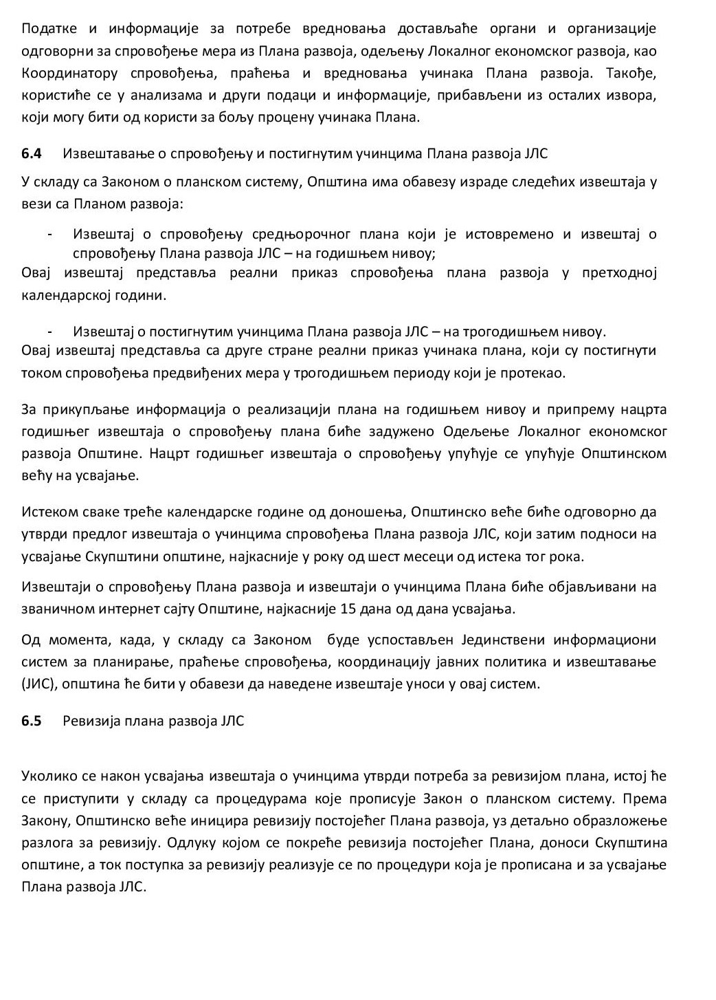 Податке и информације за потребе вредновања достављаће органи и организације
одговорни за спровођење мера из Плана развоја, одељењу Локалног економског развоја, као
Координатору спровођења, праћења и вредновања учинака Плана развоја. Такође,
користиће се у анализама и други подаци и информације, прибављени из осталих извора,
који могу бити од користи за бољу процену учинака Плана.
6.4 Извештавање о спровођењу и постигнутим учинцима Плана развоја ЈЛС
У складу са Законом о планском систему, Општина има обавезу израде следећих извештаја у
вези са Планом развоја:
- Извештај о спровођењу средњорочног плана који је истовремено и извештај о
спровођењу Плана развоја ЈЛС – на годишњем нивоу;
Овај извештај представља реални приказ спровођења плана развоја у претходној
календарској години.
- Извештај о постигнутим учинцима Плана развоја ЈЛС – на трогодишњем нивоу.
Овај извештај представља са друге стране реални приказ учинака плана, који су постигнути
током спровођења предвиђених мера у трогодишњем периоду који је протекао.
За прикупљање информација о реализацији плана на годишњем нивоу и припрему нацрта
годишњег извештаја о спровођењу плана биће задужено Одељење Локалног економског
развоја Општине. Нацрт годишњег извештаја о спровођењу упућује се упућује Општинском
већу на усвајање.
Истеком сваке треће календарске године од доношења, Општинско веће биће одговорно да
утврди предлог извештаја о учинцима спровођења Плана развоја ЈЛС, који затим подноси на
усвајање Скупштини општине, најкасније у року од шест месеци од истека тог рока.
Извештаји о спровођењу Плана развоја и извештаји о учинцима Плана биће објављивани на
званичном интернет сајту Општине, најкасније 15 дана од дана усвајања.
Од момента, када, у складу са Законом буде успостављен Јединствени информациони
систем за планирање, праћење спровођења, координацију јавних политика и извештавање
(ЈИС), општина ће бити у обавези да наведене извештаје уноси у овај систем.
6.5 Ревизија плана развоја ЈЛС
Уколико се након усвајања извештаја о учинцима утврди потреба за ревизијом плана, истој ће
се приступити у складу са процедурама које прописује Закон о планском систему. Према
Закону, Општинско веће иницира ревизију постојећег Плана развоја, уз детаљно образложење
разлога за ревизију. Одлуку којом се покреће ревизија постојећег Плана, доноси Скупштина
општине, а ток поступка за ревизију реализује се по процедури која је прописана и за усвајање
Плана развоја ЈЛС.